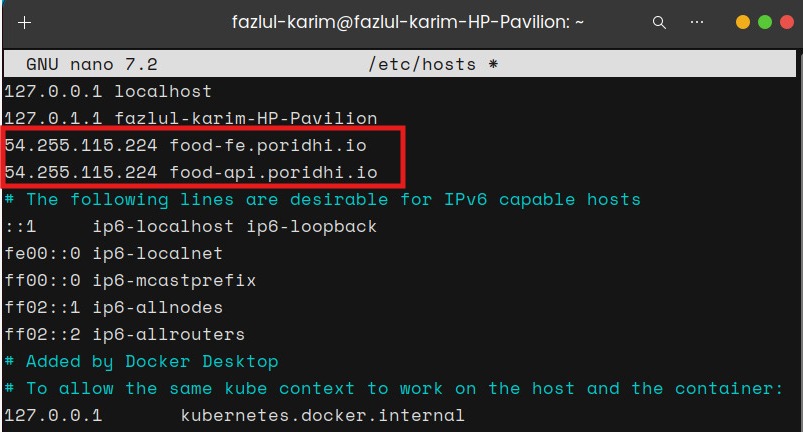 fazlul-karim@fazlul-karim-HP-Pavilion: ~
GNU nano 7.2 /etc/hosts *
127.0.0.1 localhost
127.0.1.1 fazlul-karim-HP-Pavilion
54.255.115.224 food-fe.poridhi.io
54.255.115.224 food-api.poridhi.io
# The following lines are desirable for IPv6 capable hosts
::1     ip6-localhost ip6-loopback
fe00::0 ip6-localnet
ff00::0 ip6-mcastprefix
ff02::1 ip6-allnodes
ff02::2 ip6-allrouters
# Added by Docker Desktop
# To allow the same kube context to work on the host and the container:
127.0.0.1       kubernetes.docker.internal